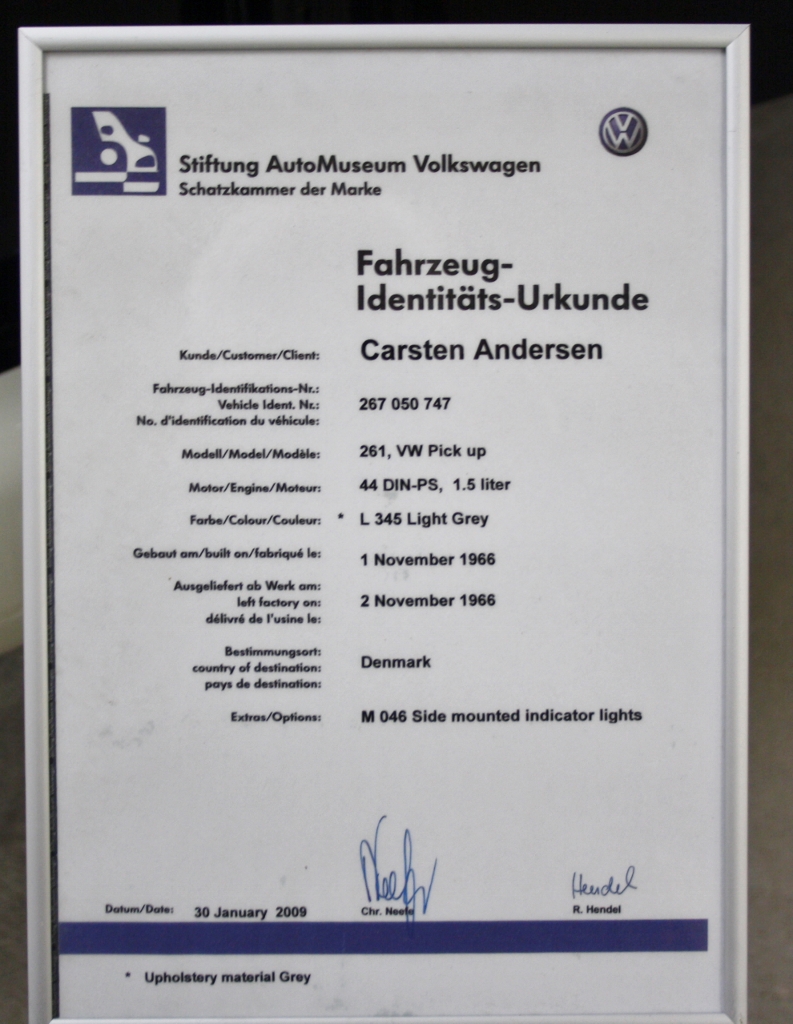 Stiftung AutoMuseum Volkswagen
Schatzkammer der Marke
Fahrzeug-
Identitäts-Urkunde
Kunde/Customer/Client: Carsten Andersen
Fahrzeug-Identifikations-Nr.:
Vehicle Ident. Nr.: 267 050 747
No. d'identification du véhicule:
Modell/Model/Modèle: 261, VW Pick up
Motor/Engine/Moteur: 44 DIN-PS, 1.5 liter
Farbe/Colour/Couleur: * L 345 Light Grey
Gebaut am/built on/fabriqué le: 1 November 1966
Ausgeliefert ab Werk am:
left factory on: 2 November 1966
délivré de l'usine le:
Bestimmungsort:
country of destination: Denmark
pays de destination:
Extras/Options: M 046 Side mounted indicator lights
Hendel
Datum/Date: 30 January 2009 Chr. Neefe R. Hendel
* Upholstery material Grey